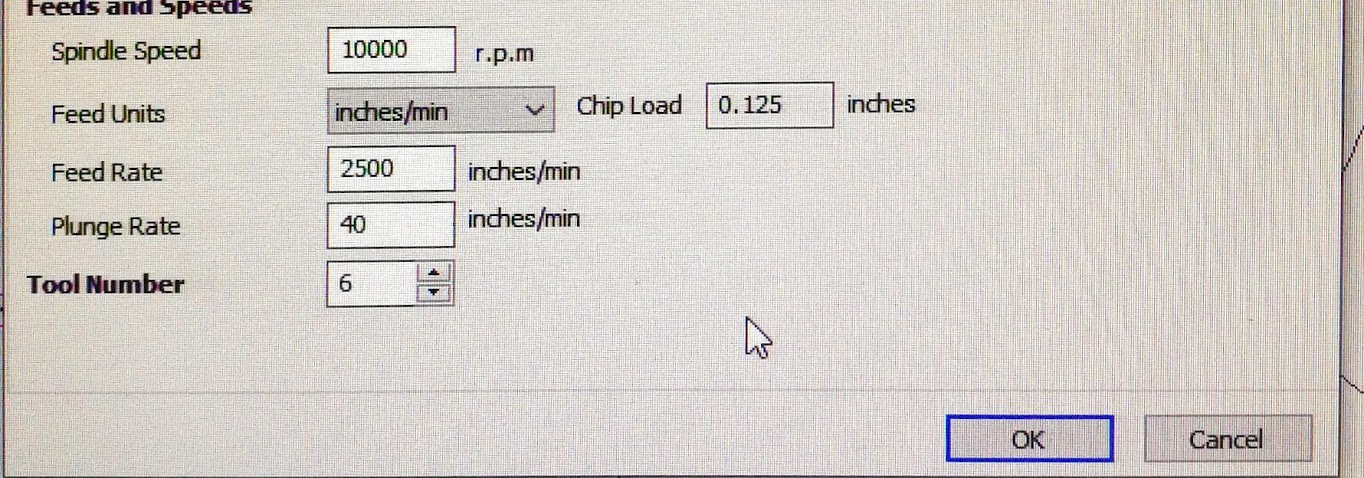 Feeds and Speeds
Spindle Speed 10000 r.p.m
Feed Units inches/min Chip Load 0.125 inches
Feed Rate 2500 inches/min
Plunge Rate 40 inches/min
Tool Number 6
OK Cancel